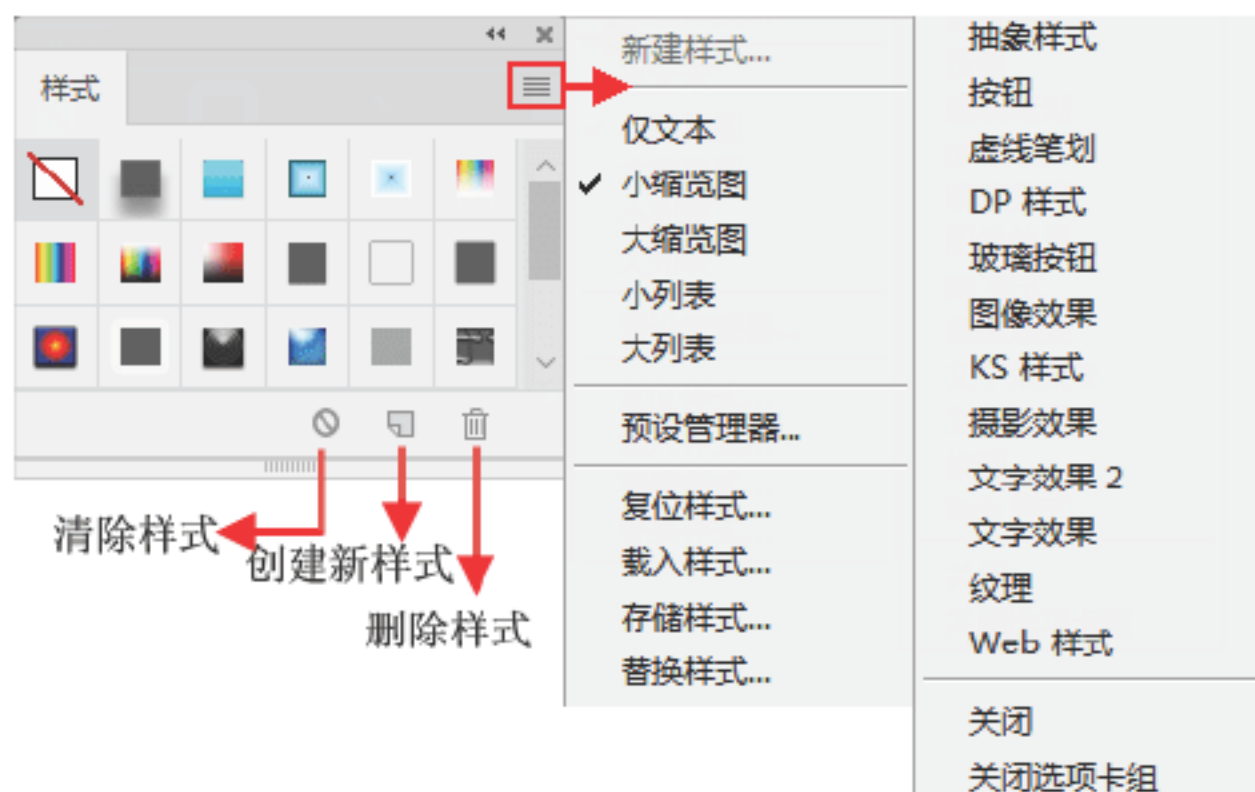 样式
清除样式
创建新样式
删除样式
新建样式...
仅文本
小缩览图
大缩览图
小列表
大列表
预设管理器...
复位样式...
载入样式...
存储样式...
替换样式...
抽象样式
按钮
虚线笔划
DP 样式
玻璃按钮
图像效果
KS 样式
摄影效果
文字效果 2
文字效果
纹理
Web 样式
关闭
关闭选项卡组